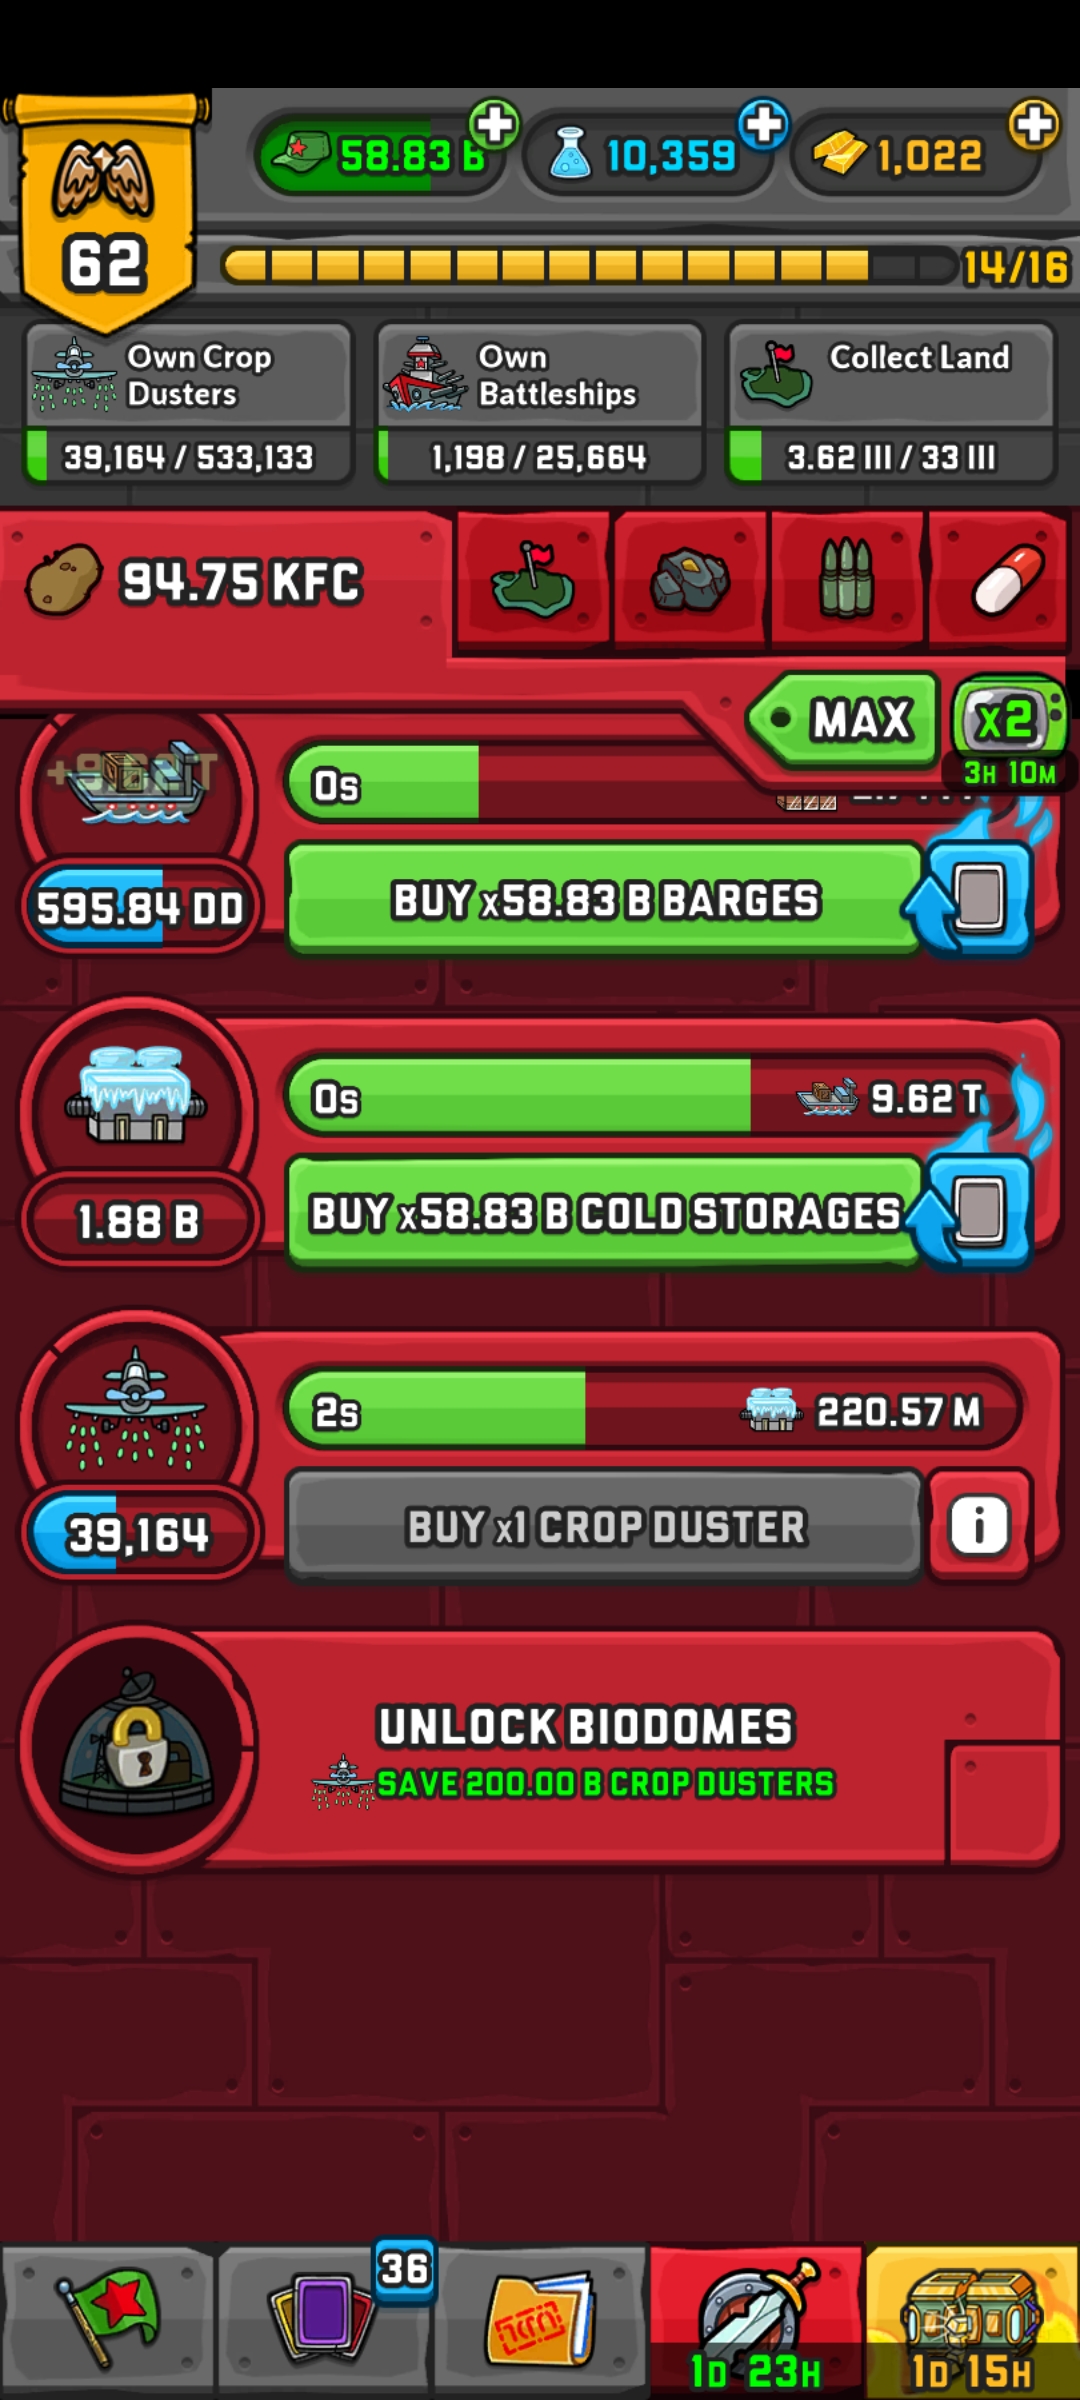 62
58.83 B
10,359
1,022
14/16
Own Crop Dusters
39,164 / 533,133
Own Battleships
1,198 / 25,664
Collect Land
3.62 III / 33 III
94.75 KFC
MAX
x2
3H 10M
0s
595.84 DD
BUY x58.83 B BARGES
0s
9.62 T
1.88 B
BUY x58.83 B COLD STORAGES
2s
220.57 M
39,164
BUY x1 CROP DUSTER
i
UNLOCK BIODOMES
SAVE 200.00 B CROP DUSTERS
36
1D 23H
1D 15H